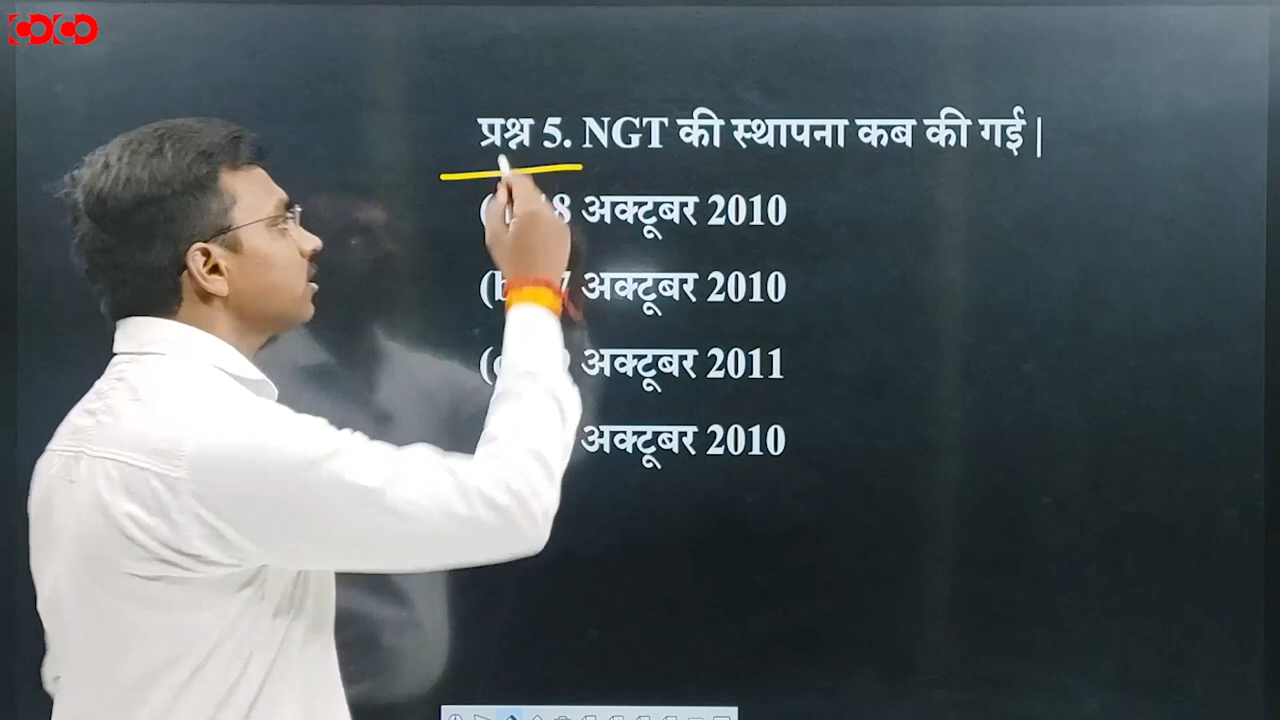 प्रश्न 5. NGT की स्थापना कब की गई |
8 अक्टूबर 2010
(b 7 अक्टूबर 2010
अक्टूबर 2011
अक्टूबर 2010